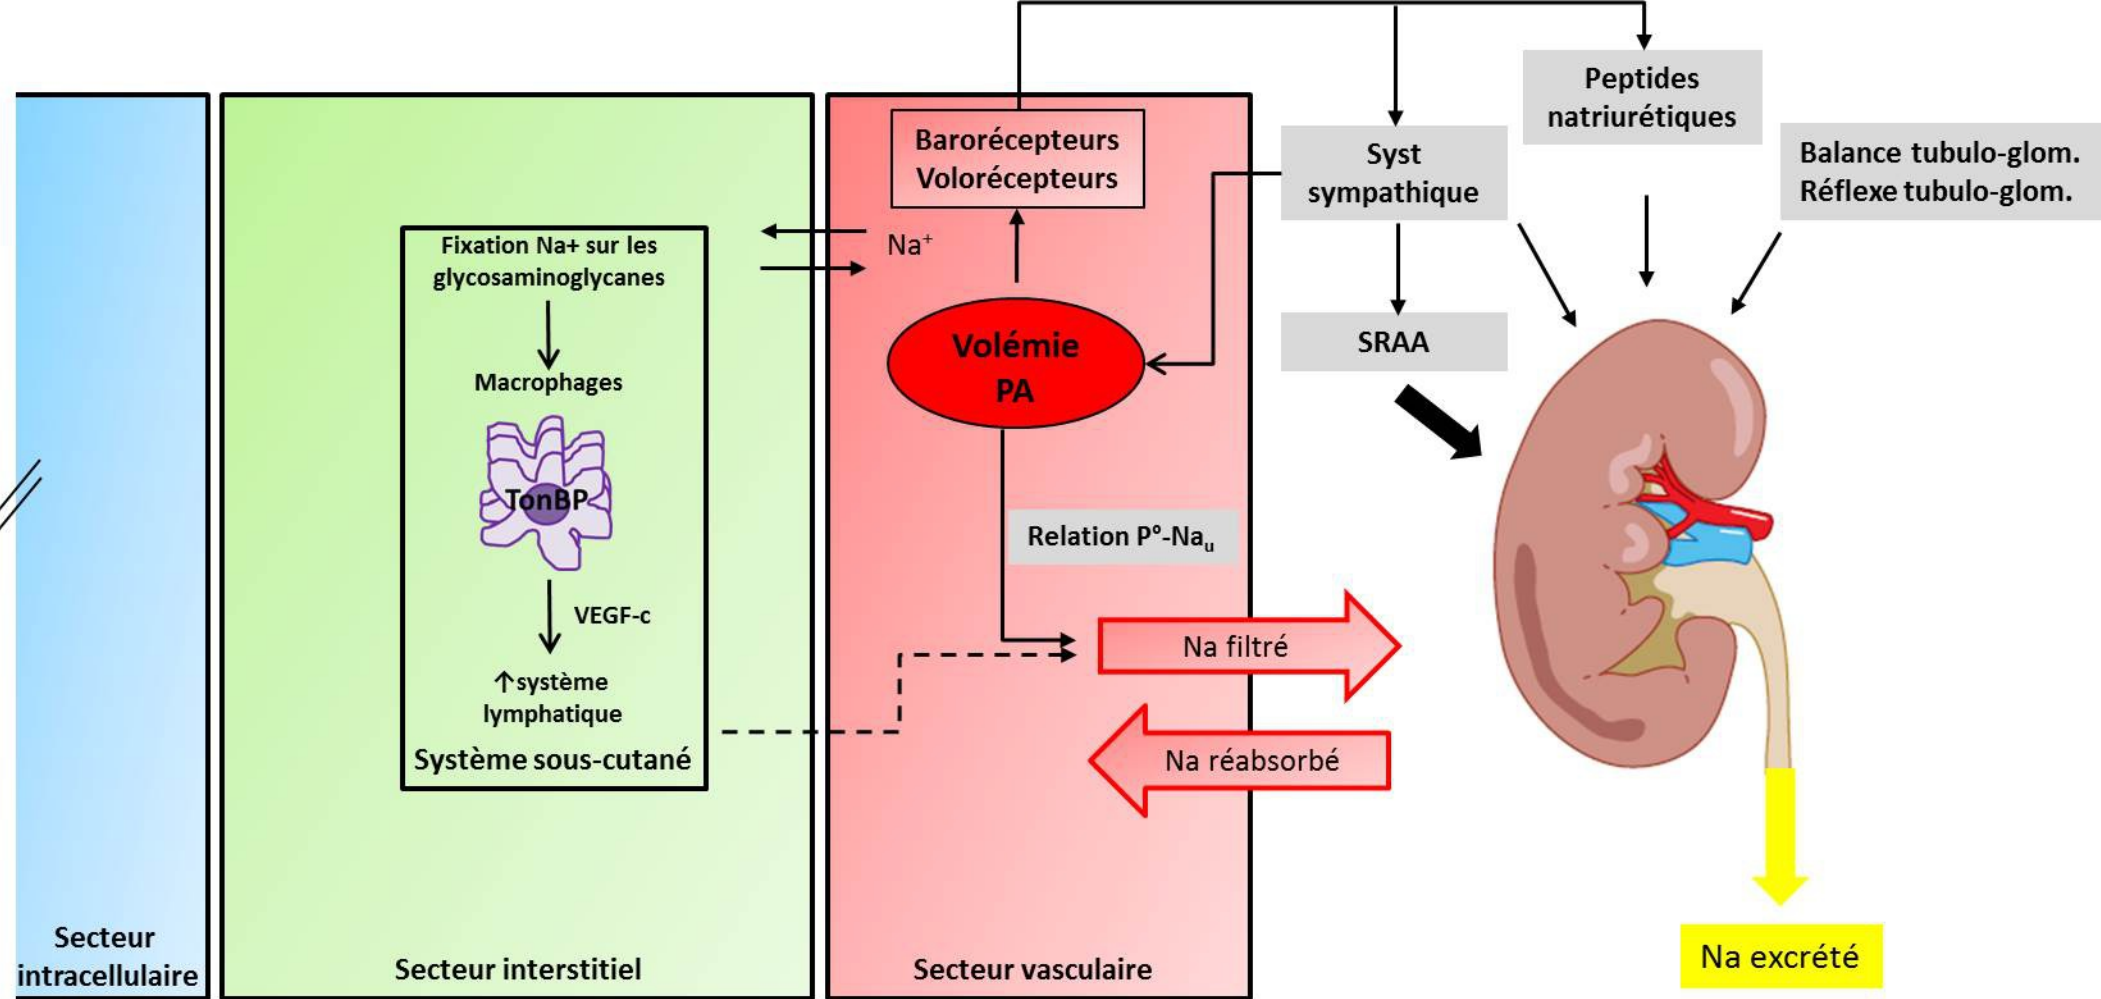 Peptides
natriurétiques
Barorécepteurs
Volorécepteurs
Syst
sympathique
Balance tubulo-glom.
Réflexe tubulo-glom.
Fixation Na+ sur les
glycosaminoglycanes
Na⁺
Macrophages
Volémie
PA
SRAA
TonBP
Relation P°-Naᵤ
VEGF-c
↑système
lymphatique
Système sous-cutané
Na filtré
Na réabsorbé
Secteur
intracellulaire
Secteur interstitiel
Secteur vasculaire
Na excrété